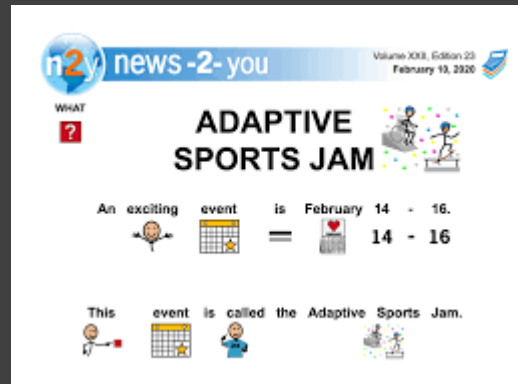 n2y news-2-you
Volume XXII, Edition 23
February 10, 2020
WHAT
?
ADAPTIVE
SPORTS JAM
An exciting event is February 14 - 16.
14 - 16
This event is called the Adaptive Sports Jam.